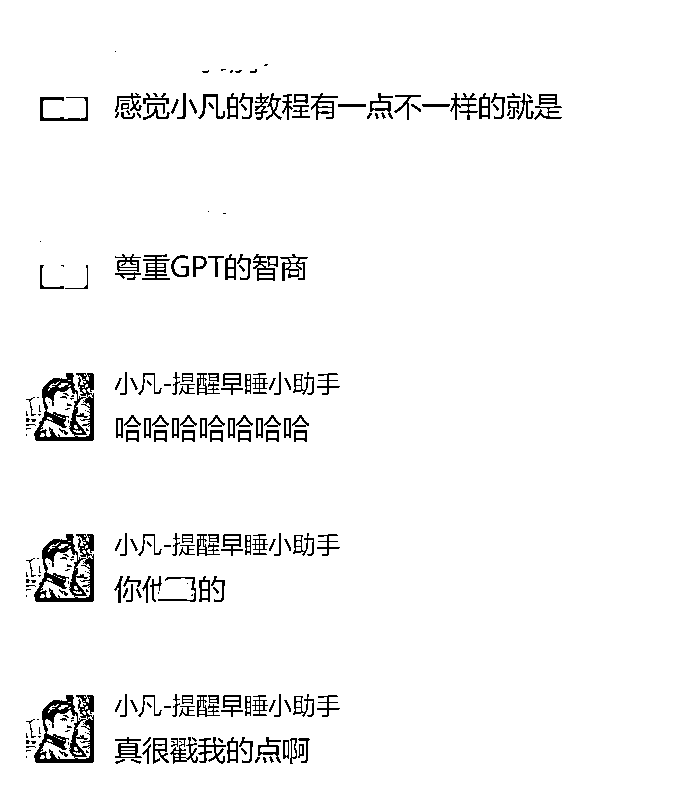 感觉小凡的教程有一点不一样的就是
尊重GPT的智商
小凡-提醒早睡小助手
哈哈哈哈哈哈哈
小凡-提醒早睡小助手
你他的
小凡-提醒早睡小助手
真很戳我的点啊